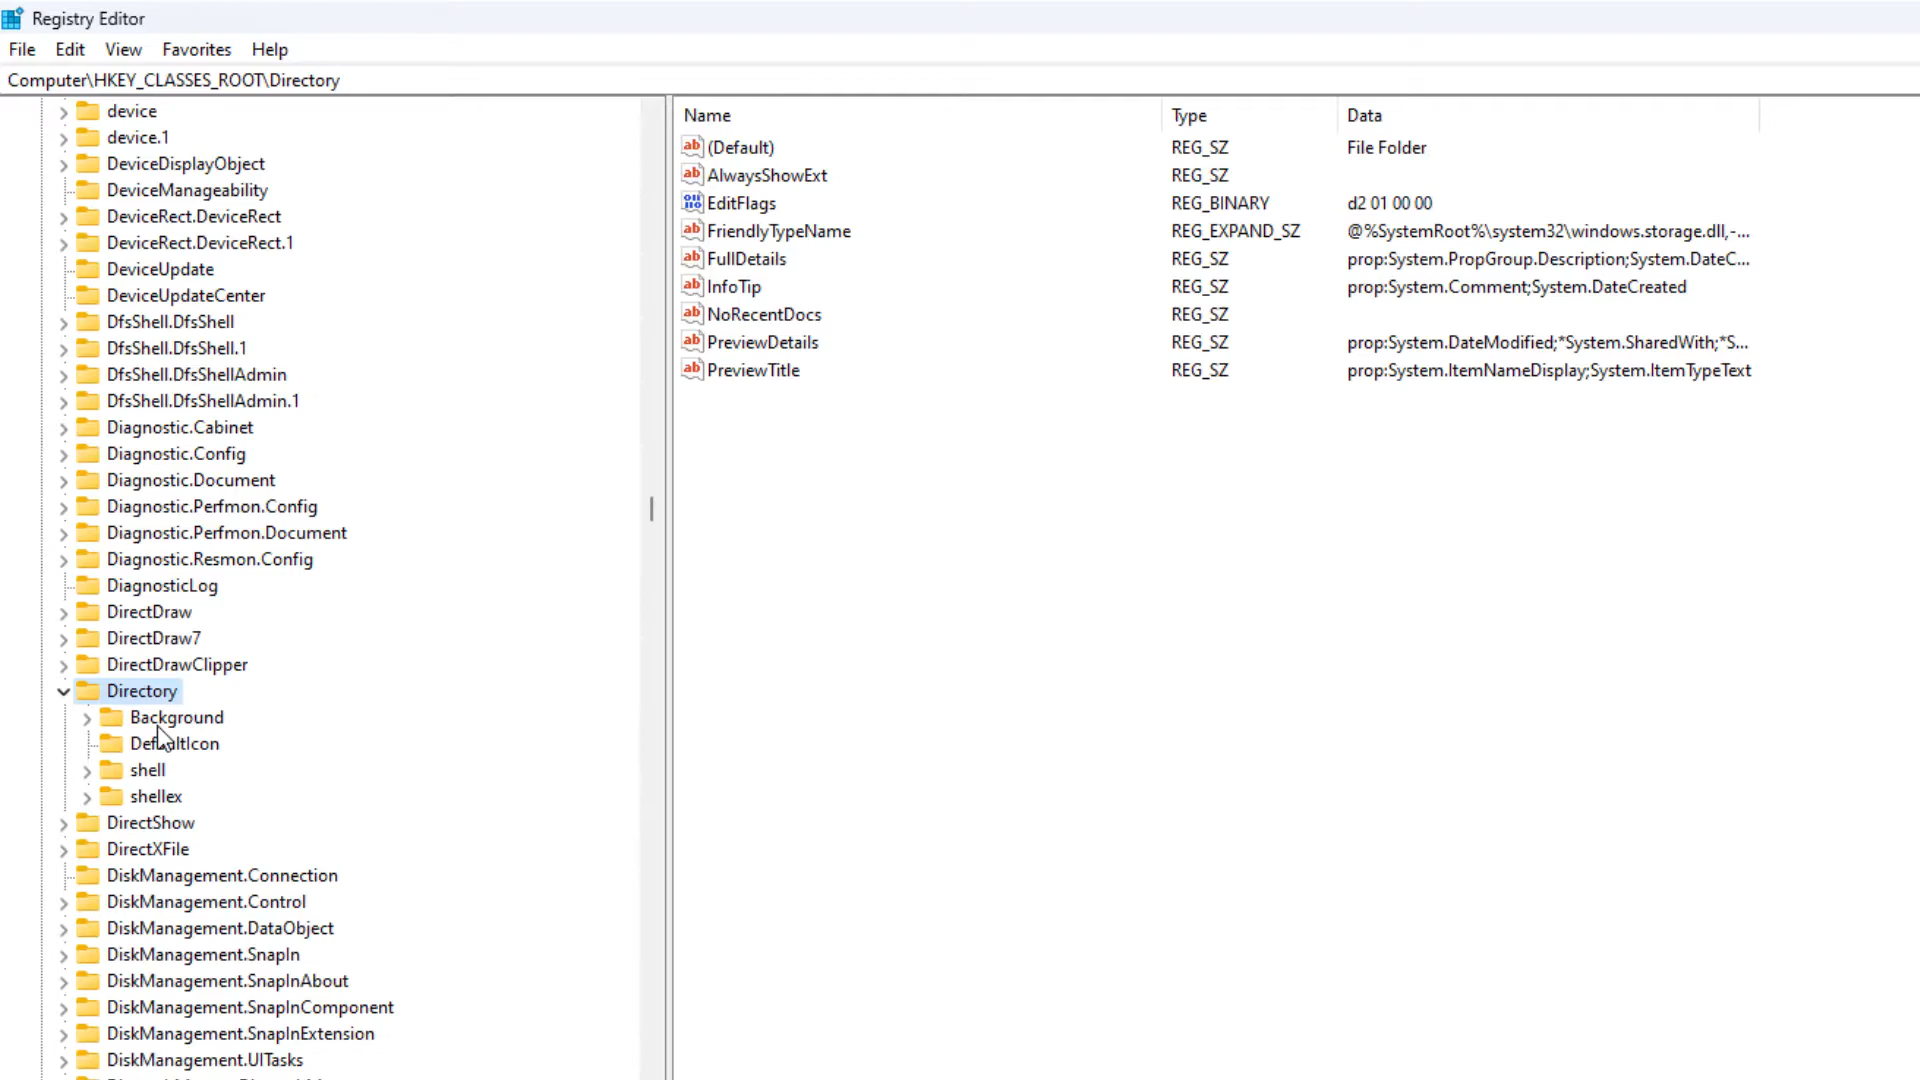 Registry Editor
File Edit View Favorites Help
Computer\HKEY_CLASSES_ROOT\Directory
device
device.1
DeviceDisplayObject
DeviceManageability
DeviceRect.DeviceRect
DeviceRect.DeviceRect.1
DeviceUpdate
DeviceUpdateCenter
DfsShell.DfsShell
DfsShell.DfsShell.1
DfsShell.DfsShellAdmin
DfsShell.DfsShellAdmin.1
Diagnostic.Cabinet
Diagnostic.Config
Diagnostic.Document
Diagnostic.Perfmon.Config
Diagnostic.Perfmon.Document
Diagnostic.Resmon.Config
DiagnosticLog
DirectDraw
DirectDraw7
DirectDrawClipper
Directory
Background
DefaultIcon
shell
shellex
DirectShow
DirectXFile
DiskManagement.Connection
DiskManagement.Control
DiskManagement.DataObject
DiskManagement.SnapIn
DiskManagement.SnapInAbout
DiskManagement.SnapInComponent
DiskManagement.SnapInExtension
DiskManagement.UITasks
Name Type Data
(Default) REG_SZ File Folder
AlwaysShowExt REG_SZ
EditFlags REG_BINARY d2 01 00 00
FriendlyTypeName REG_EXPAND_SZ @%SystemRoot%\system32\windows.storage.dll,-...
FullDetails REG_SZ prop:System.PropGroup.Description;System.DateC...
InfoTip REG_SZ prop:System.Comment;System.DateCreated
NoRecentDocs REG_SZ
PreviewDetails REG_SZ prop:System.DateModified;*System.SharedWith;*S...
PreviewTitle REG_SZ prop:System.ItemNameDisplay;System.ItemTypeText